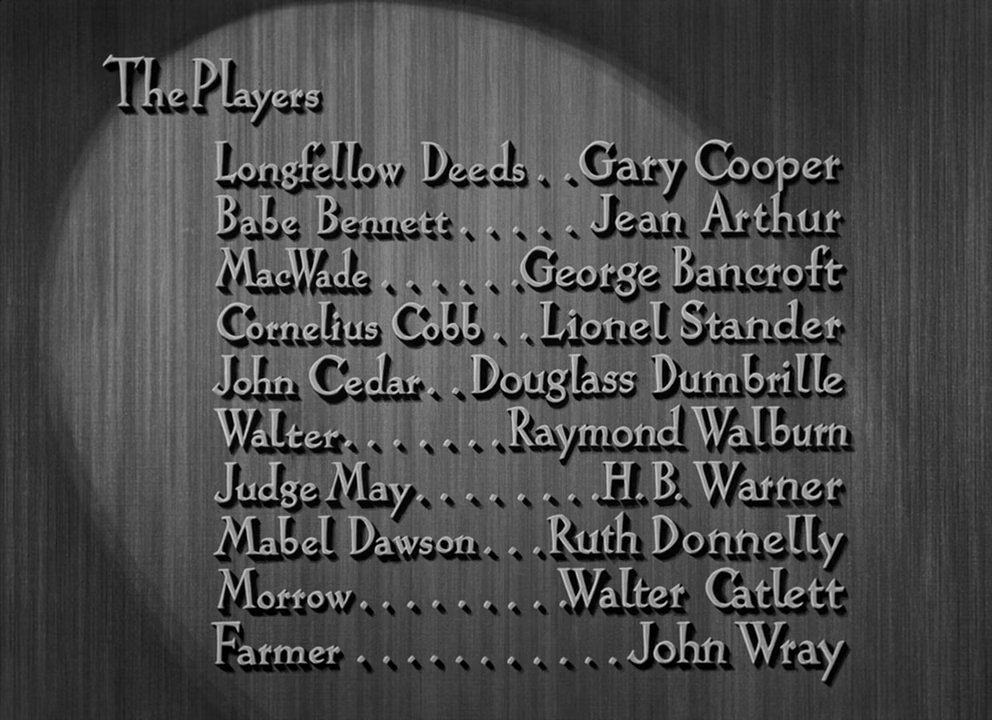 The Players
Longfellow Deeds . . Gary Cooper
Babe Bennett . . . . . Jean Arthur
MacWade . . . . . . George Bancroft
Cornelius Cobb . . Lionel Stander
John Cedar . . Douglass Dumbrille
Walter . . . . . . . Raymond Walburn
Judge May . . . . . . . . H. B. Warner
Mabel Dawson . . . Ruth Donnelly
Morrow . . . . . . . . . Walter Catlett
Farmer . . . . . . . . . . . John Wray